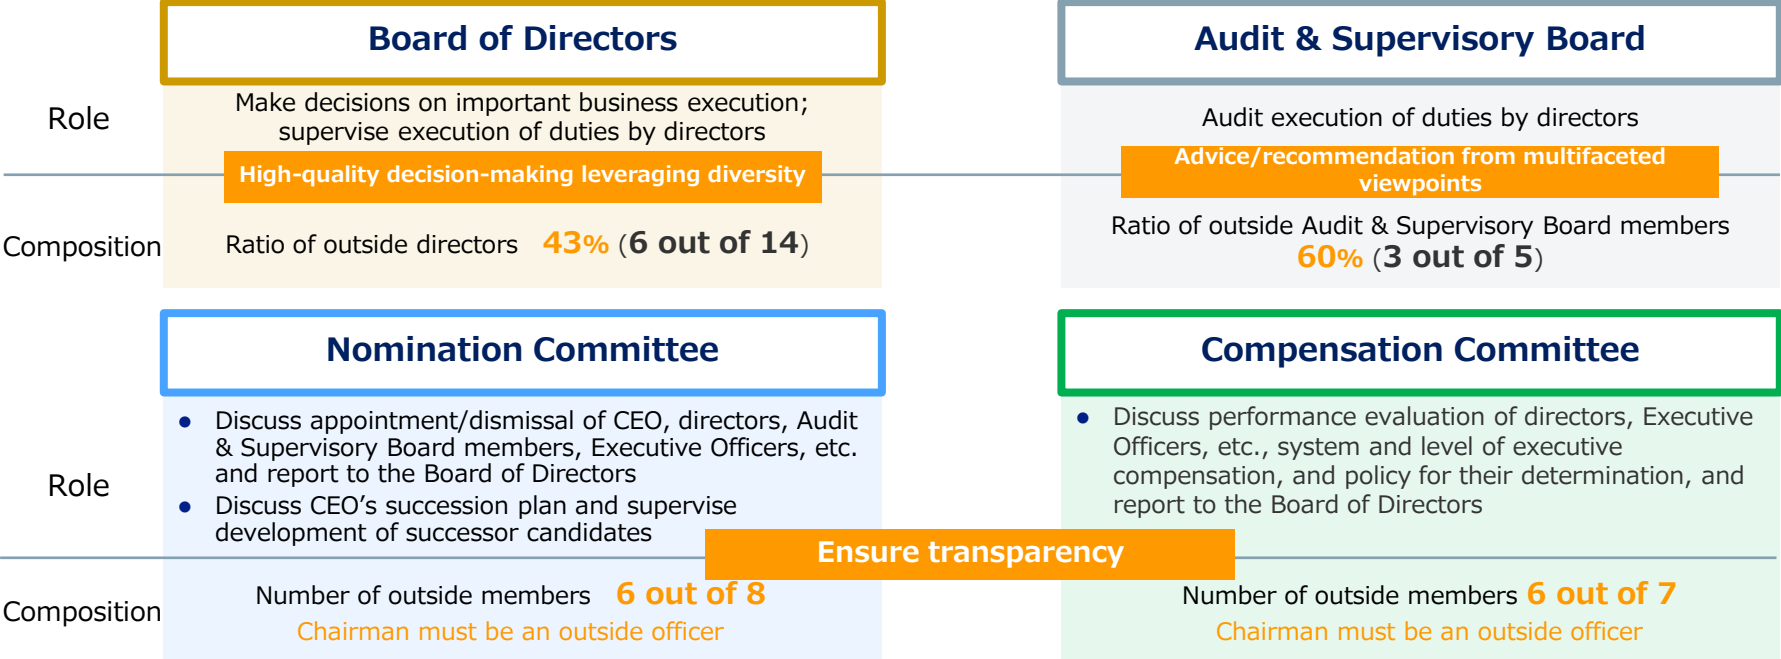 Board of Directors
Audit & Supervisory Board
Role
Make decisions on important business execution;
supervise execution of duties by directors
Audit execution of duties by directors
High-quality decision-making leveraging diversity
Advice/recommendation from multifaceted
viewpoints
Composition
Ratio of outside directors 43% (6 out of 14)
Ratio of outside Audit & Supervisory Board members
60% (3 out of 5)
Nomination Committee
Compensation Committee
Role
● Discuss appointment/dismissal of CEO, directors, Audit
& Supervisory Board members, Executive Officers, etc.
and report to the Board of Directors
● Discuss CEO’s succession plan and supervise
development of successor candidates
● Discuss performance evaluation of directors, Executive
Officers, etc., system and level of executive
compensation, and policy for their determination, and
report to the Board of Directors
Ensure transparency
Composition
Number of outside members 6 out of 8
Chairman must be an outside officer
Number of outside members 6 out of 7
Chairman must be an outside officer